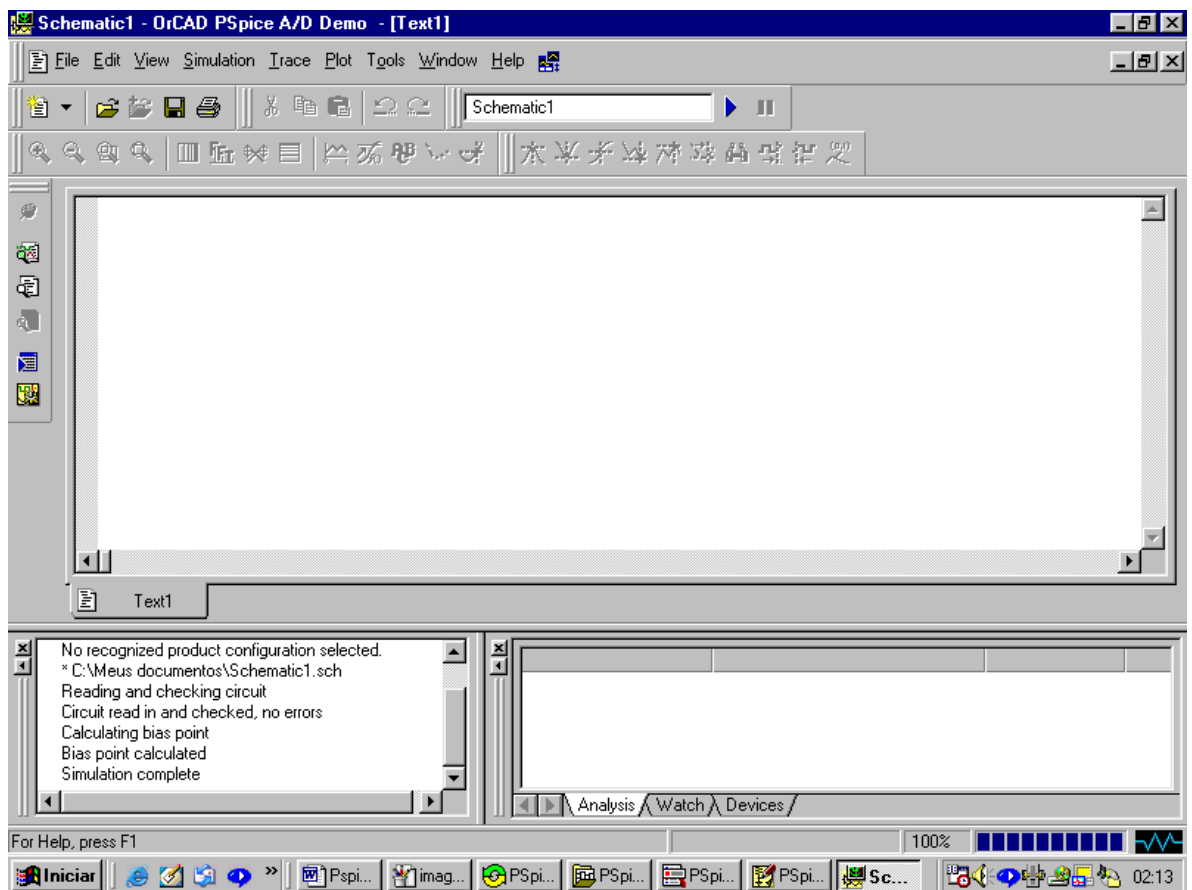 Schematic1 - OrCAD PSpice A/D Demo - [Text1]
File Edit View Simulation Trace Plot Tools Window Help
Schematic1
FFT
Text1
No recognized product configuration selected.
* C:\Meus documentos\Schematic1.sch
Reading and checking circuit
Circuit read in and checked, no errors
Calculating bias point
Bias point calculated
Simulation complete
Analysis Watch Devices
For Help, press F1
100%
Iniciar » Pspi... imag... PSpi... PSpi... PSpi... PSpi... Sc... 02:13